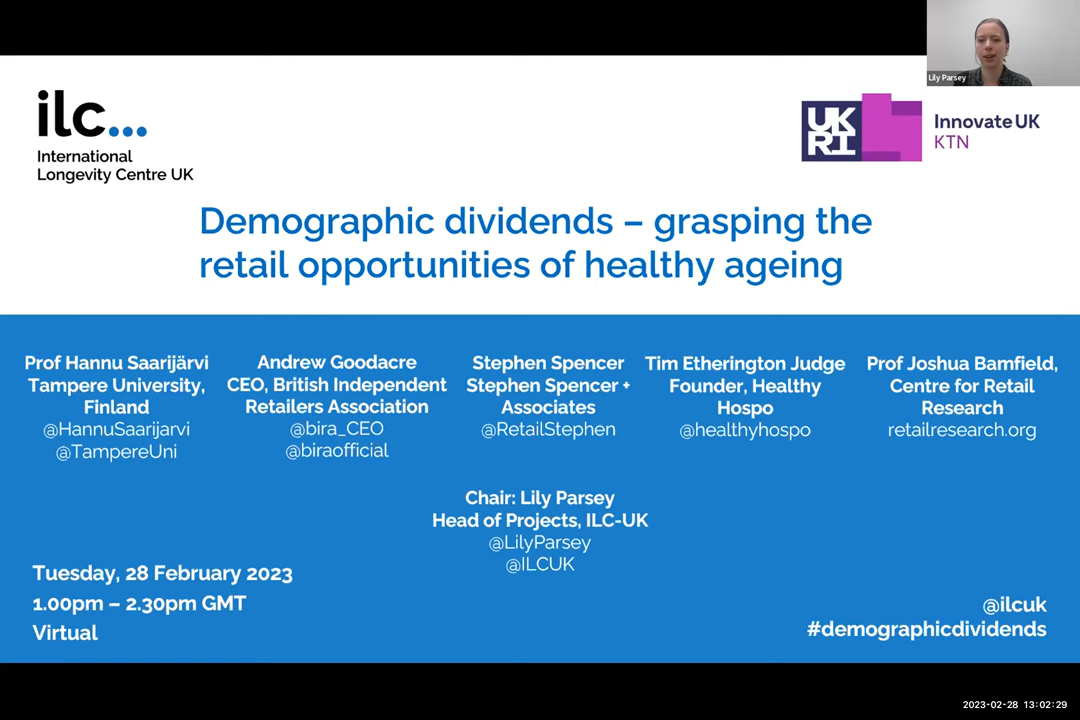 Lily Parsey
ilc...
International
Longevity Centre UK
UK
RI
Innovate UK
KTN
Demographic dividends – grasping the
retail opportunities of healthy ageing
Prof Hannu Saarijärvi
Tampere University,
Finland
@HannuSaarijarvi
@TampereUni
Andrew Goodacre
CEO, British Independent
Retailers Association
@bira_CEO
@biraofficial
Stephen Spencer
Stephen Spencer +
Associates
@RetailStephen
Tim Etherington Judge
Founder, Healthy
Hospo
@healthyhospo
Prof Joshua Bamfield,
Centre for Retail
Research
retailresearch.org
Chair: Lily Parsey
Head of Projects, ILC-UK
@LilyParsey
@ILCUK
Tuesday, 28 February 2023
1.00pm – 2.30pm GMT
Virtual
@ilcuk
#demographicdividends
2023-02-28 13:02:29